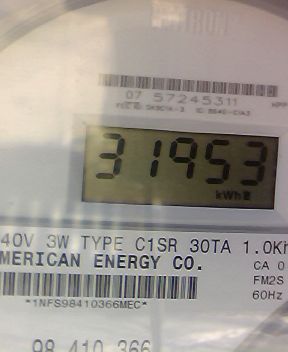 TRON
07 57245311
31953
kWh
40V 3W TYPE C1SR 30TA 1.0Kh
MERICAN ENERGY CO.
CA 0
FM2S
60Hz
*1NFS98410366MEC*
98 410 366